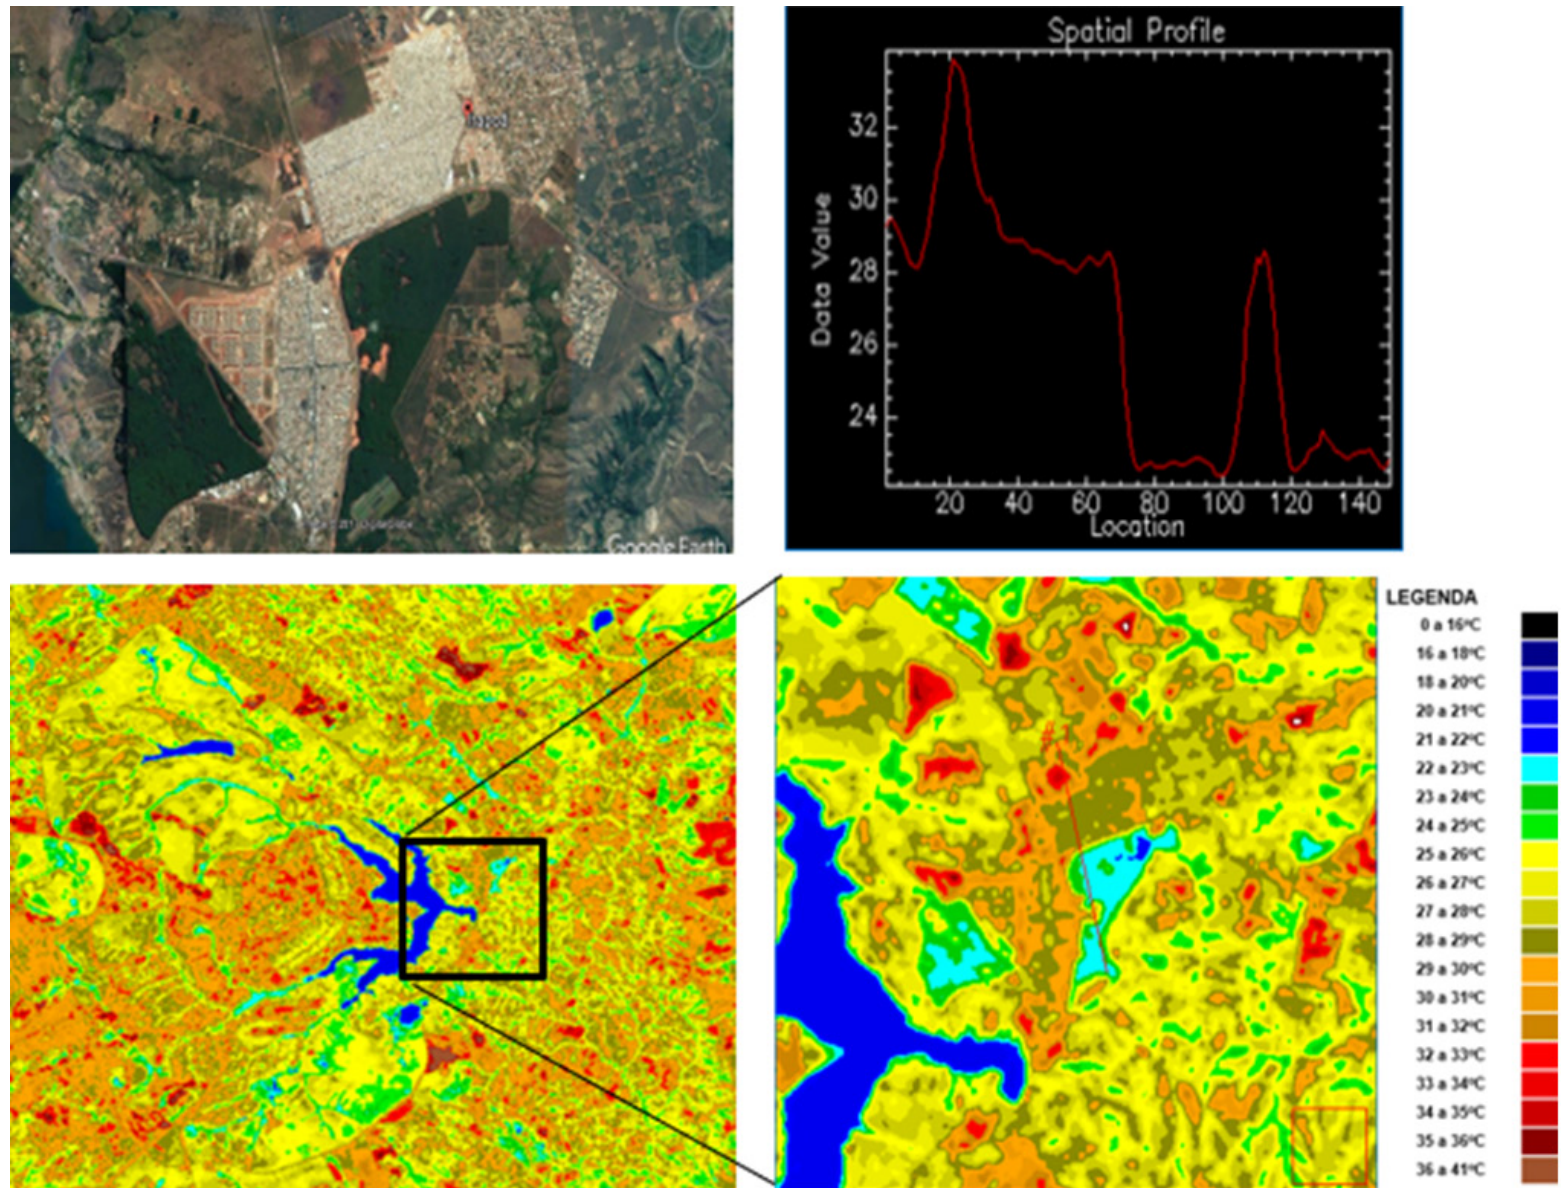 Google Earth
Spatial Profile
Data Value
32
30
28
26
24
20 40 60 80 100 120 140
Location
LEGENDA
0 a 16ºC
16 a 18ºC
18 a 20ºC
20 a 21ºC
21 a 22ºC
22 a 23ºC
23 a 24ºC
24 a 25ºC
25 a 26ºC
26 a 27ºC
27 a 28ºC
28 a 29ºC
29 a 30ºC
30 a 31ºC
31 a 32ºC
32 a 33ºC
33 a 34ºC
34 a 35ºC
35 a 36ºC
36 a 41ºC